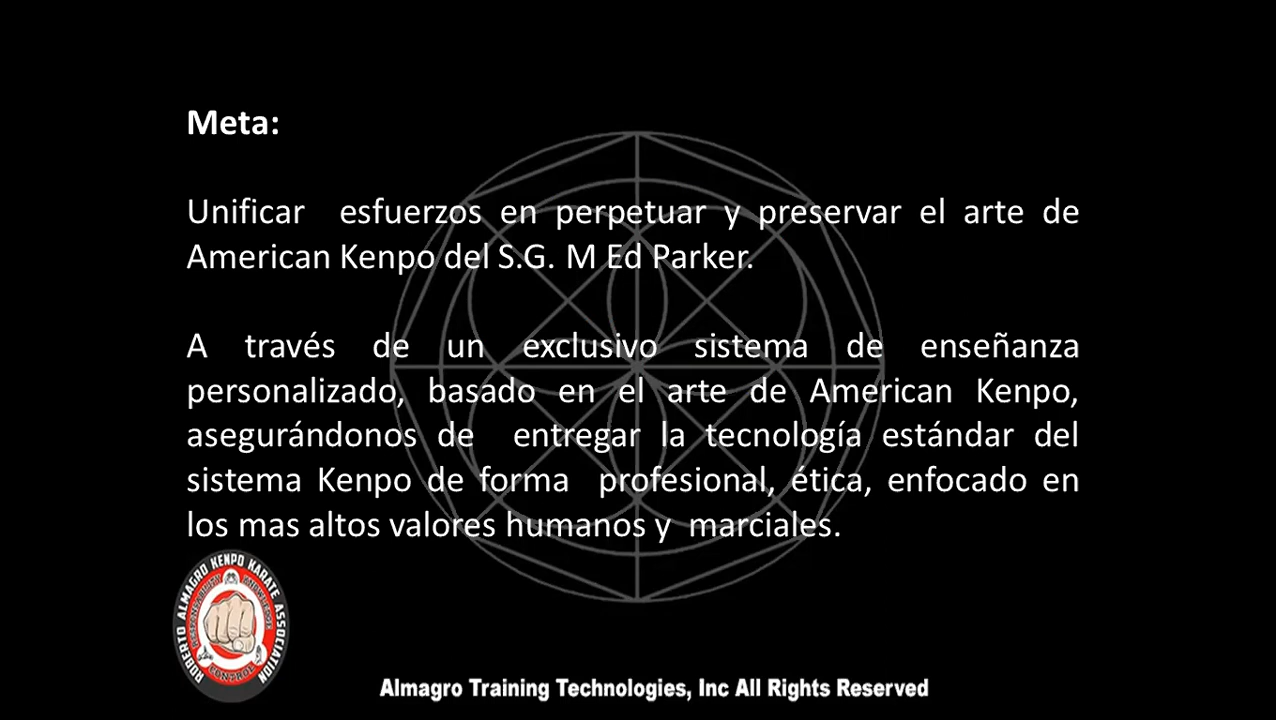 Meta:
Unificar esfuerzos en perpetuar y preservar el arte de
American Kenpo del S.G. M Ed Parker.
A través de un exclusivo sistema de enseñanza
personalizado, basado en el arte de American Kenpo,
asegurándonos de entregar la tecnología estándar del
sistema Kenpo de forma profesional, ética, enfocado en
los mas altos valores humanos y marciales.
ROBERTO ALMAGRO KENPO KARATE ASSOCIATION
RESPONSABILITY
KNOWLEDGE
CONTROL
Almagro Training Technologies, Inc All Rights Reserved